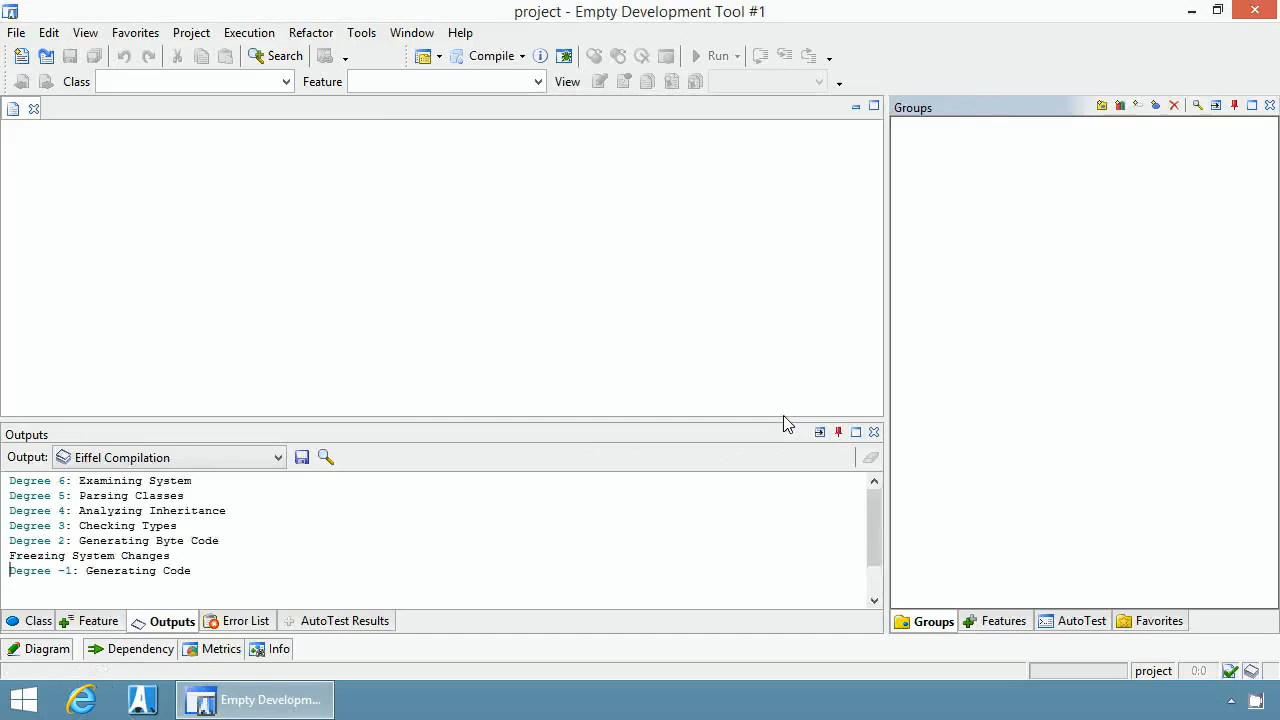 project - Empty Development Tool #1
File Edit View Favorites Project Execution Refactor Tools Window Help
Search Compile Run
Class Feature View
Groups
Outputs
Output: Eiffel Compilation
Degree 6: Examining System
Degree 5: Parsing Classes
Degree 4: Analyzing Inheritance
Degree 3: Checking Types
Degree 2: Generating Byte Code
Freezing System Changes
Degree -1: Generating Code
Class Feature Outputs Error List AutoTest Results Groups Features AutoTest Favorites
Diagram Dependency Metrics Info
project 0:0
Empty Developm...